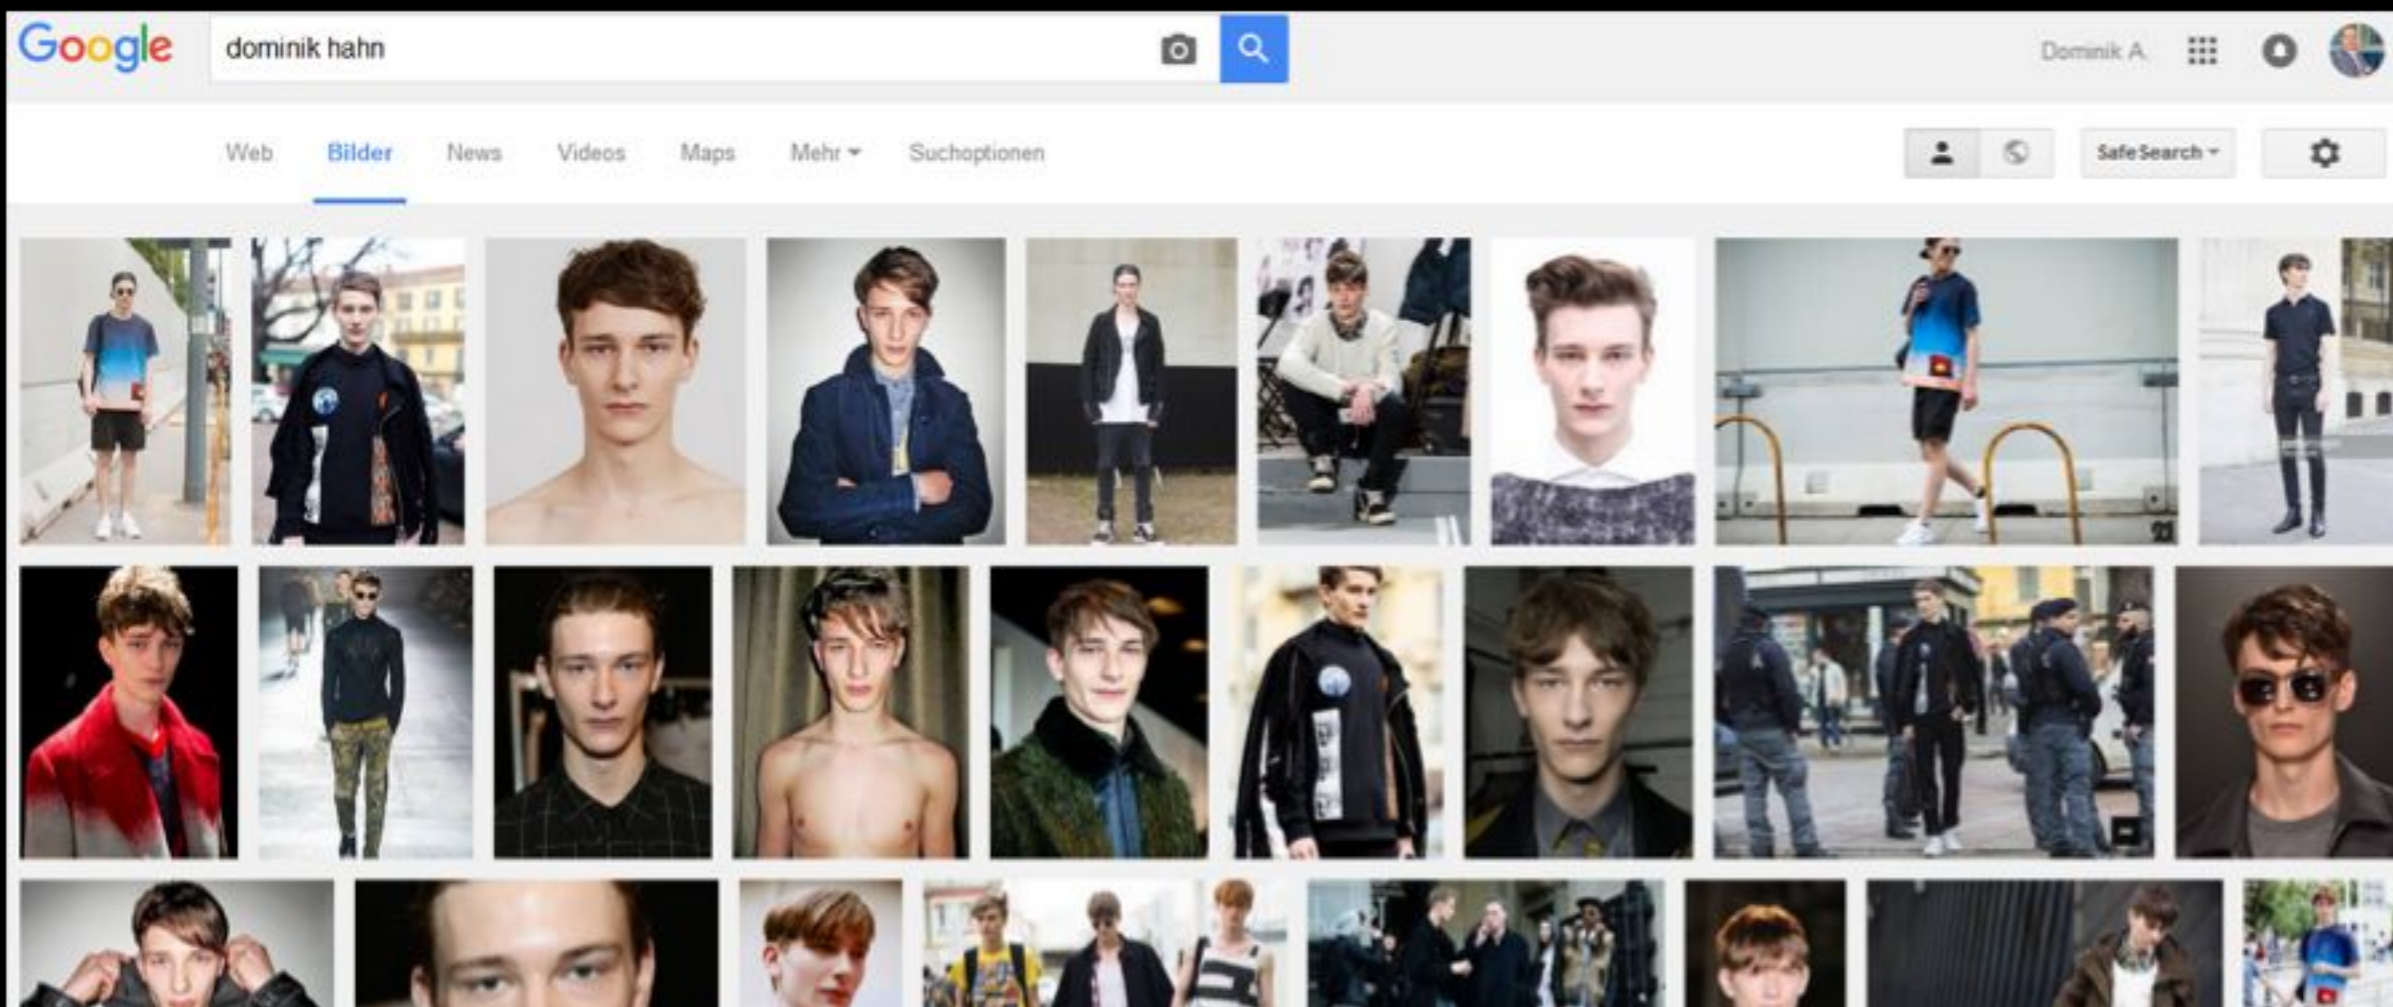 Google
dominik hahn
Dominik A.
Web Bilder News Videos Maps Mehr Suchoptionen
SafeSearch